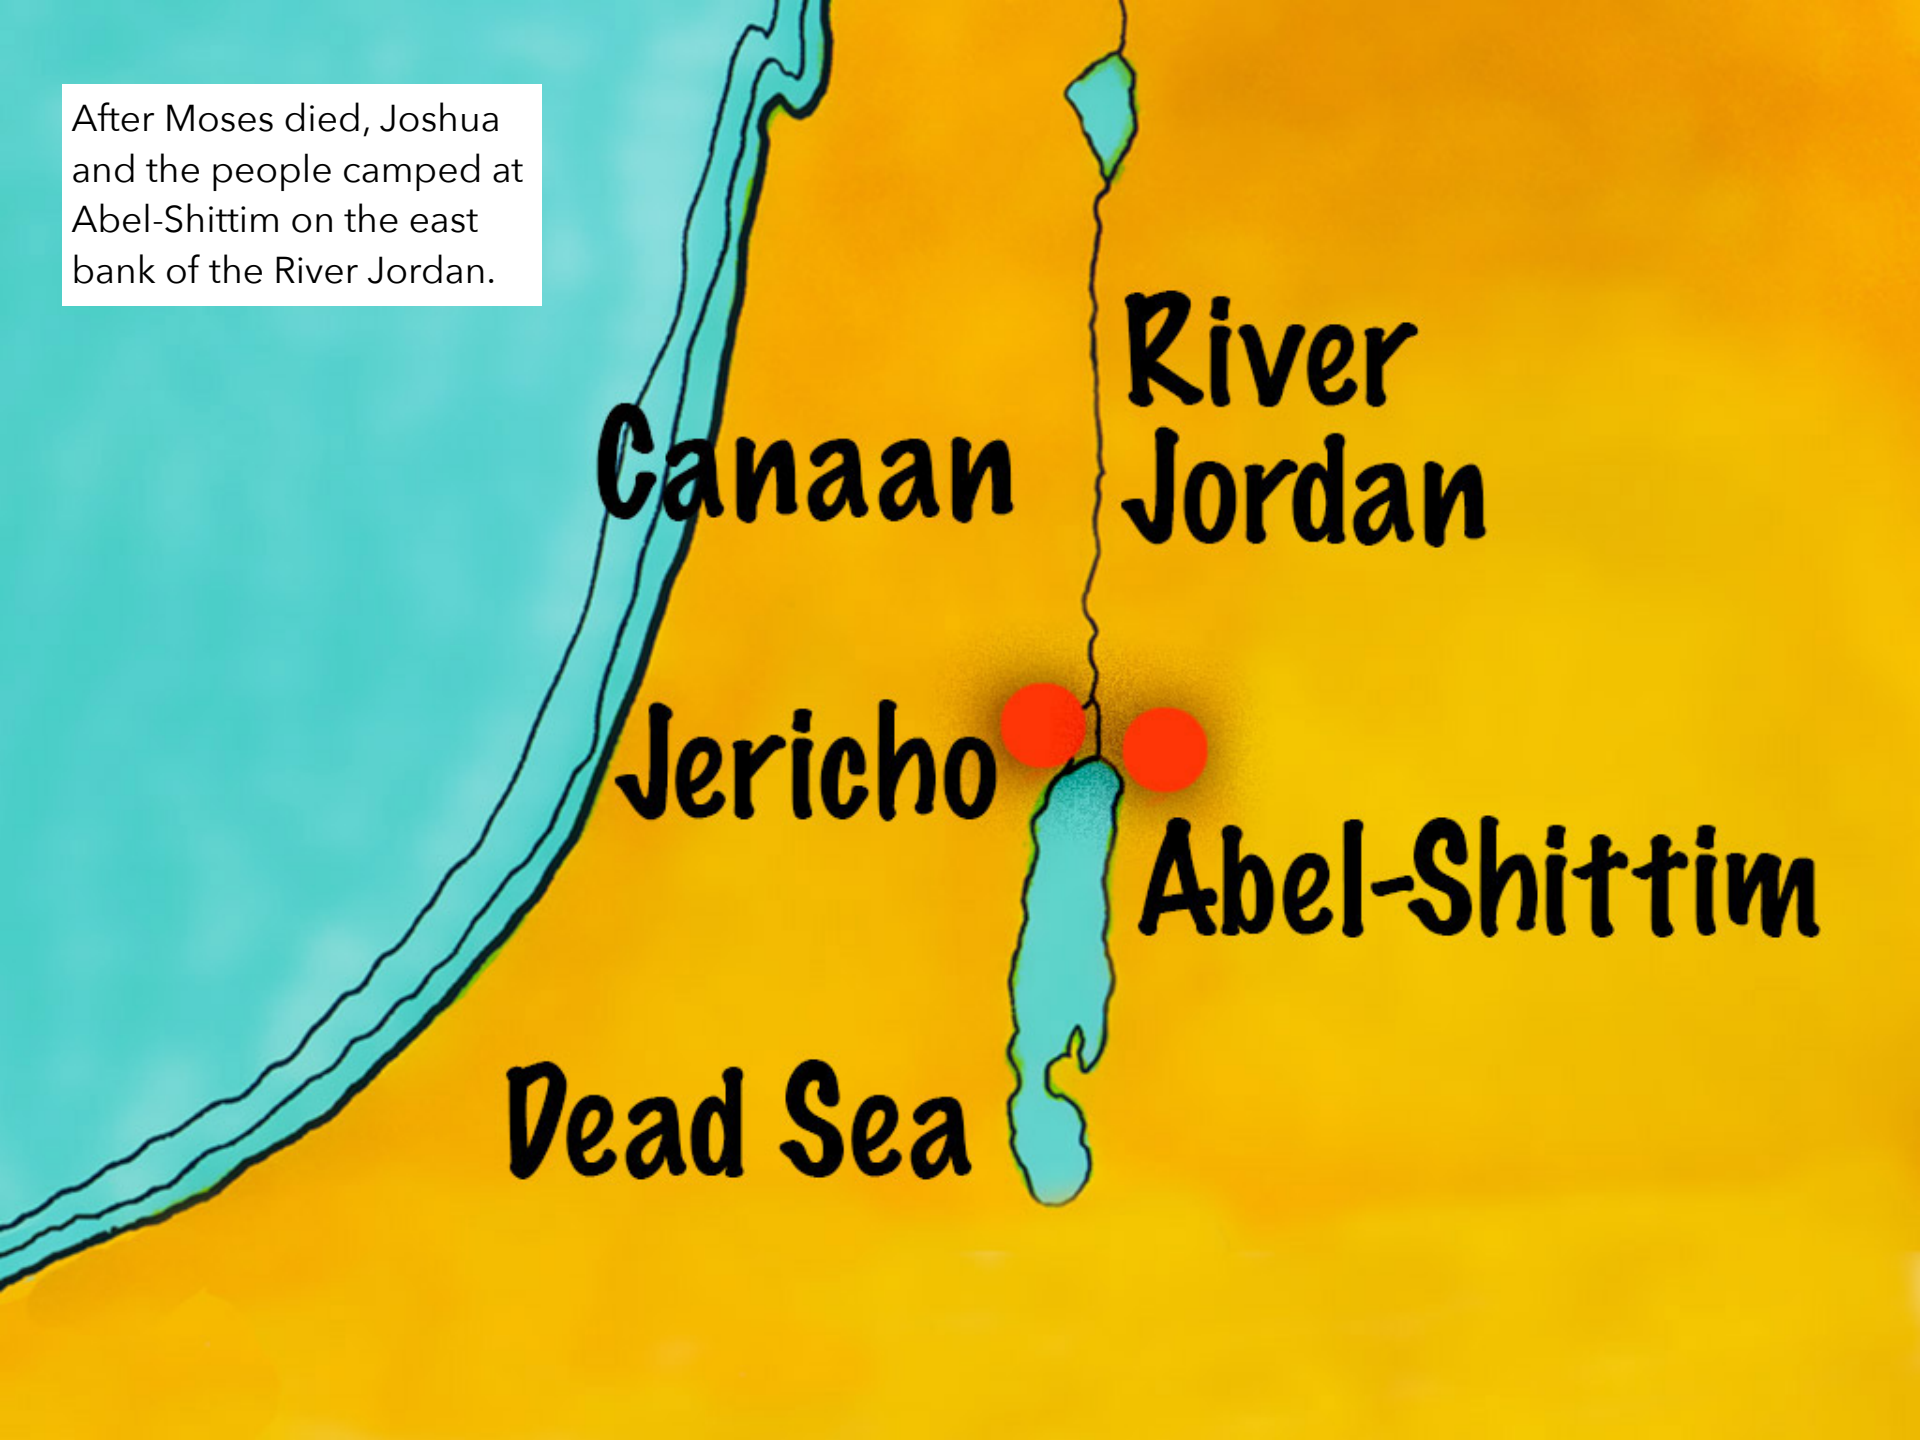 After Moses died, Joshua
and the people camped at
Abel-Shittim on the east
bank of the River Jordan.
River
Jordan
Canaan
Jericho
Abel-Shittim
Dead Sea